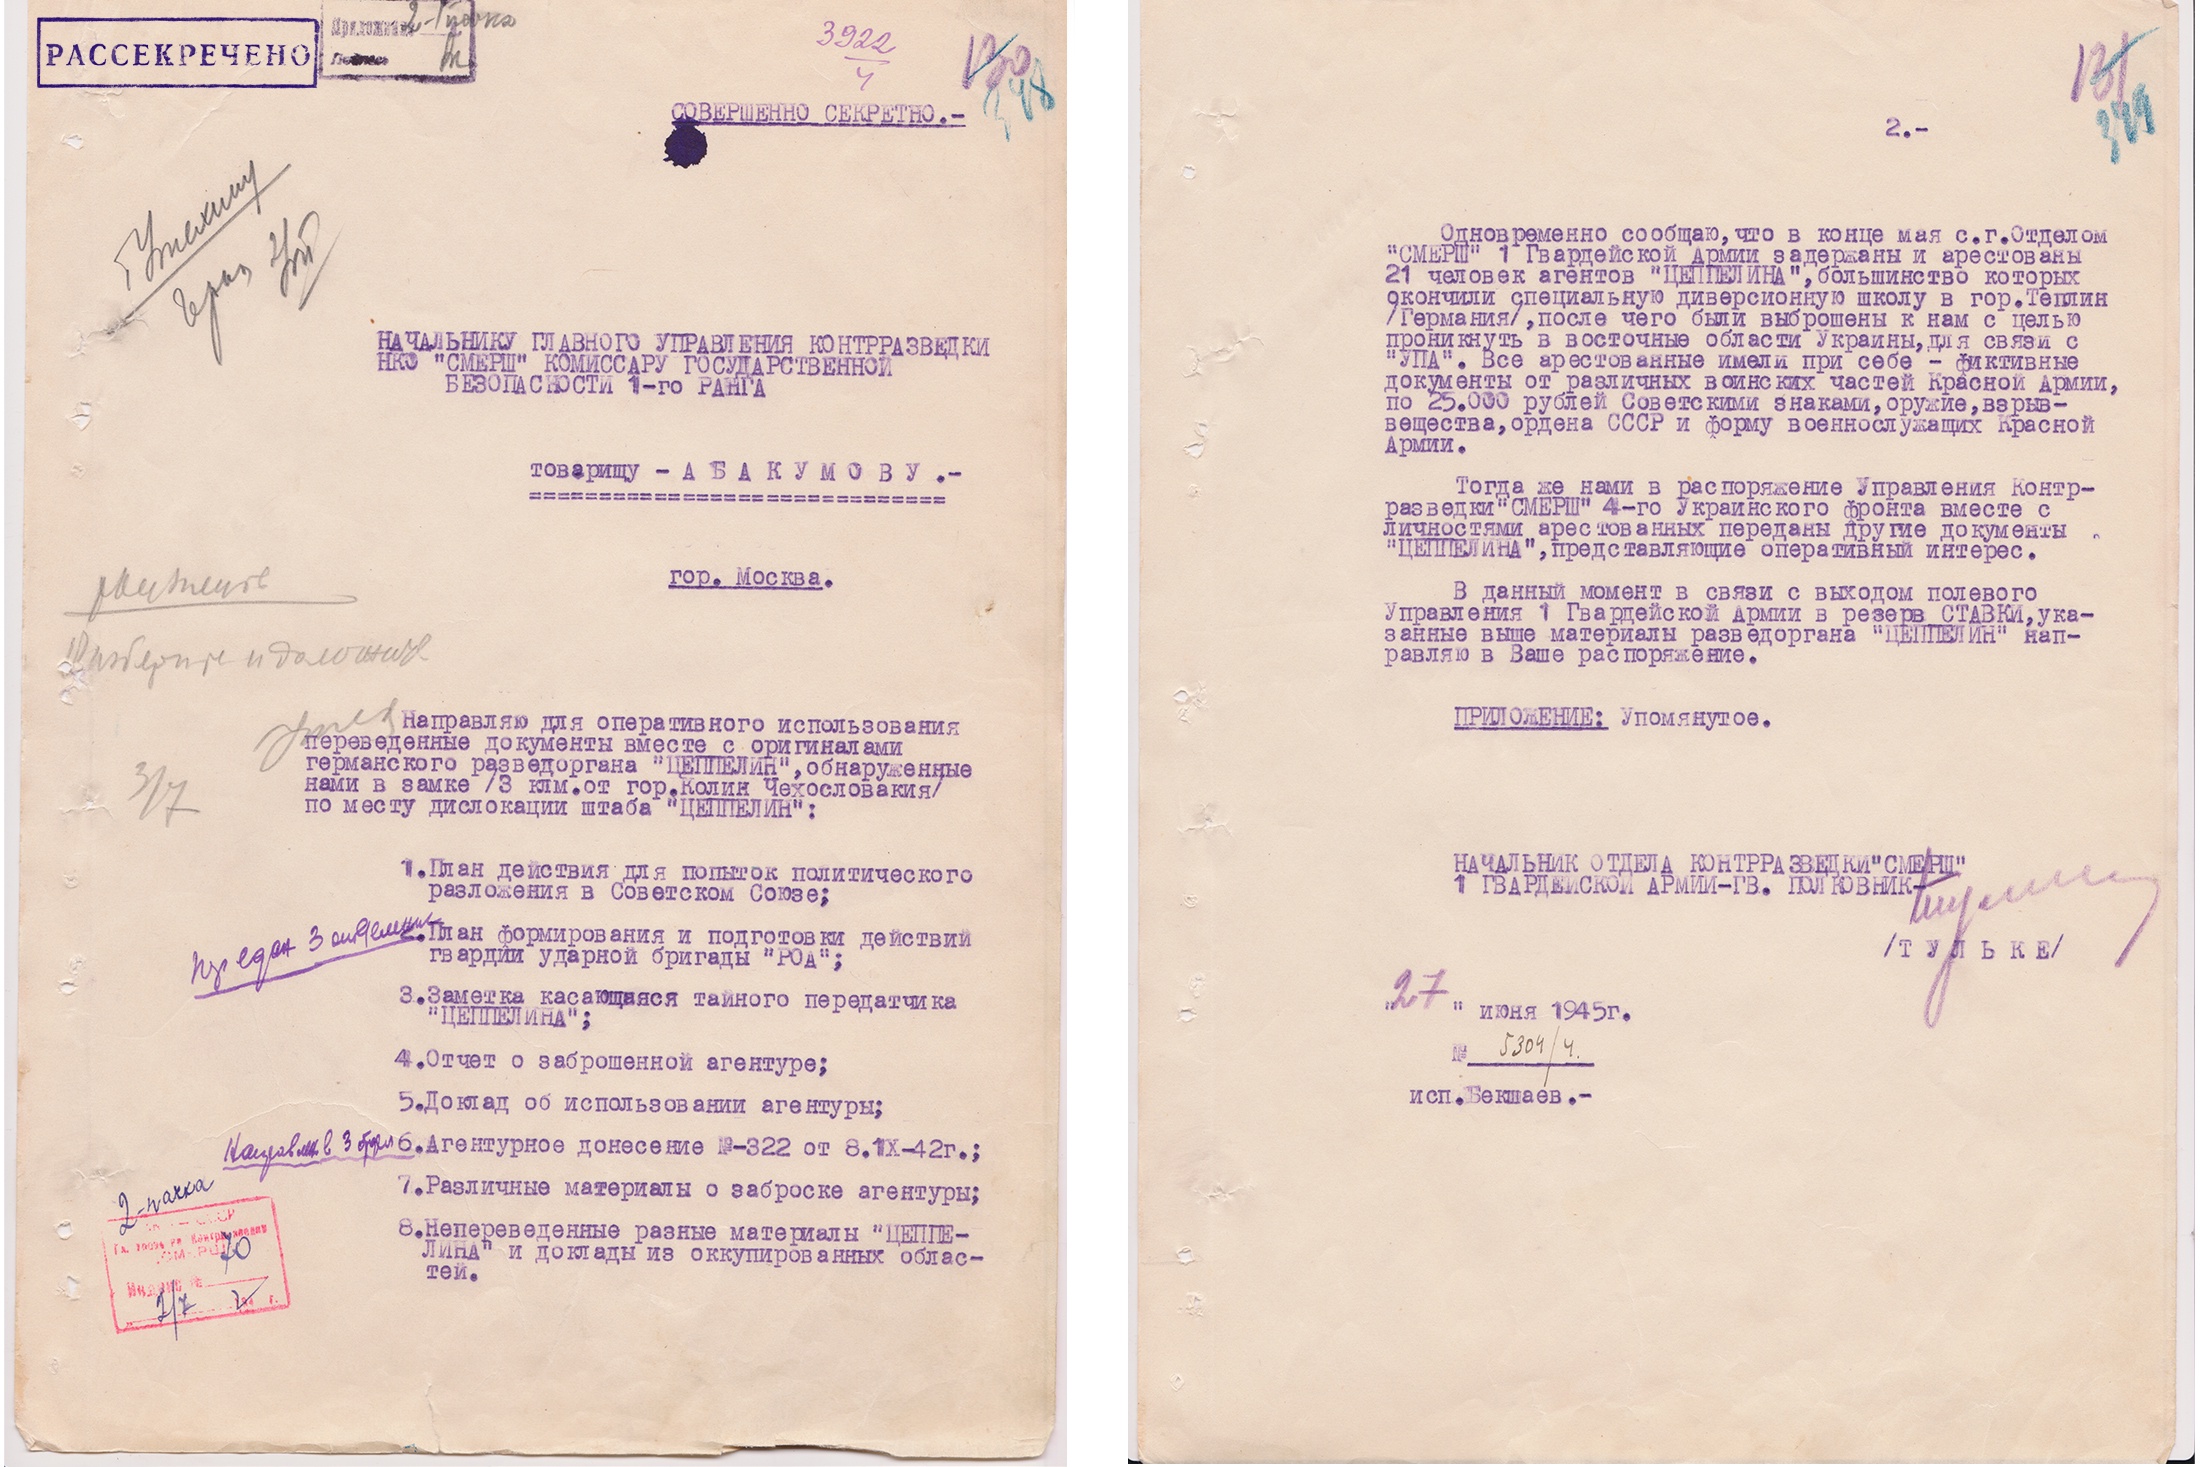 РАССЕКРЕЧЕНО
3922
4
СОВЕРШЕННО СЕКРЕТНО.-
НАЧАЛЬНИКУ ГЛАВНОГО УПРАВЛЕНИЯ КОНТРРАЗВЕДКИ
НКО "СМЕРШ" КОМИССАРУ ГОСУДАРСТВЕННОЙ
БЕЗОПАСНОСТИ 1-го РАНГА
товарищу - А Б А К У М О В У .-
гор. Москва.
Направляю для оперативного использования
переведенные документы вместе с оригиналами
германского разведоргана "ЦЕППЕЛИН",обнаруженные
нами в замке /3 клм.от гор.Колин Чехословакия/
по месту дислокации штаба "ЦЕППЕЛИН":
3/7
1.План действия для попыток политического
разложения в Советском Союзе;
Передан 3 отделению
2.План формирования и подготовки действий
гвардии ударной бригады "РОА";
3.Заметка касающаяся тайного передатчика
"ЦЕППЕЛИНА";
4.Отчет о заброшенной агентуре;
5.Доклад об использовании агентуры;
6.Агентурное донесение №-322 от 8.IX-42г.;
7.Различные материалы о заброске агентуры;
2-пачка
8.Непереведенные разные материалы "ЦЕППЕ-
ЛИНА" и доклады из оккупированных облас-
тей.
70
2/7
2.-
Одновременно сообщаю,что в конце мая с.г.Отделом
"СМЕРШ" 1 Гвардейской Армии задержаны и арестованы
21 человек агентов "ЦЕППЕЛИНА",большинство которых
окончили специальную диверсионную школу в гор.Теплин
/Германия/,после чего были выброшены к нам с целью
проникнуть в восточные области Украины,для связи с
"УПА". Все арестованные имели при себе - фиктивные
документы от различных воинских частей Красной Армии,
по 25.000 рублей Советскими знаками,оружие,взрыв-
вещества,ордена СССР и форму военнослужащих Красной
Армии.
Тогда же нами в распоряжение Управления Контр-
разведки"СМЕРШ" 4-го Украинского фронта вместе с
личностями арестованных переданы другие документы
"ЦЕППЕЛИНА",представляющие оперативный интерес.
В данный момент в связи с выходом полевого
Управления 1 Гвардейской Армии в резерв СТАВКИ,ука-
занные выше материалы разведоргана "ЦЕППЕЛИН" нап-
равляю в Ваше распоряжение.
ПРИЛОЖЕНИЕ: Упомянутое.
НАЧАЛЬНИК ОТДЕЛА КОНТРРАЗВЕДКИ"СМЕРШ"
1 ГВАРДЕЙСКОЙ АРМИИ-ГВ. ПОЛКОВНИК-
/Т У Л Ь К Е/
"27" июня 1945г.
№ 5304/4.
исп.Бекшаев.-